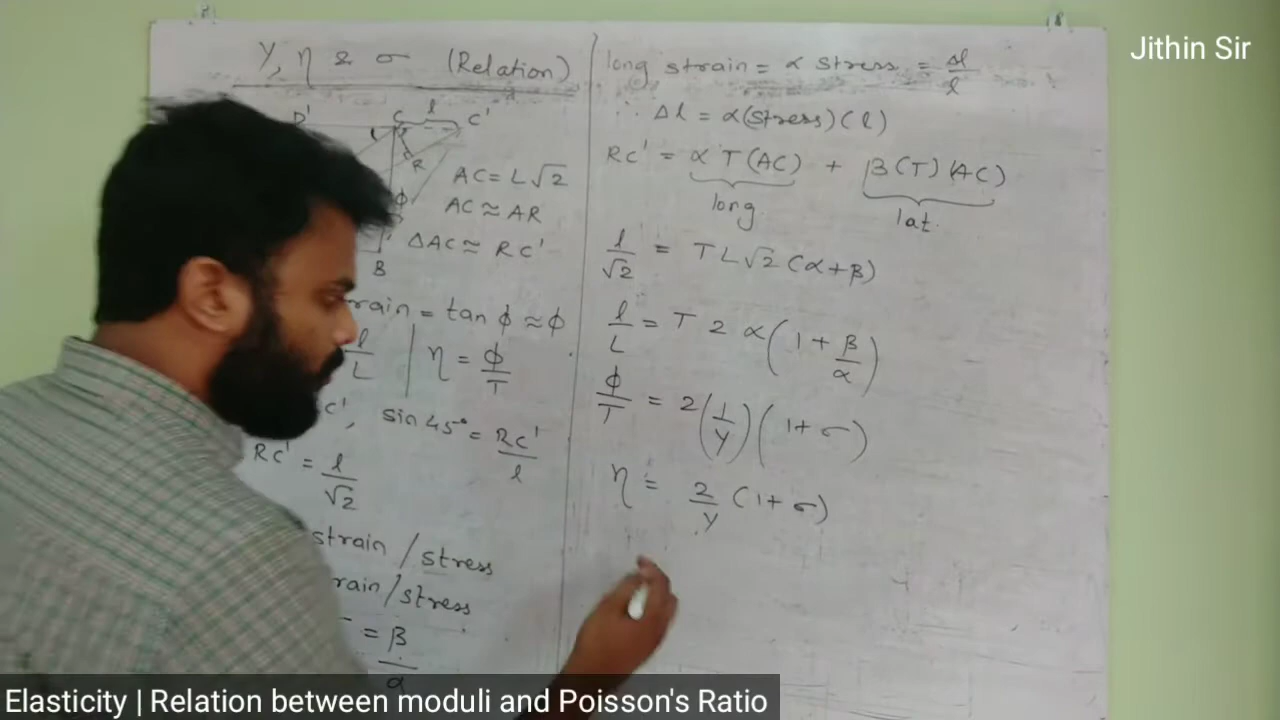 Jithin Sir
Y, η & σ (Relation)
D' C l C'
R
AC = L√2
ϕ
AC ≈ AR
ΔAC ≈ RC'
B
= tan ϕ ≈ ϕ
l/L | η = ϕ/T
C', sin 45° = RC'/l
RC' = l/√2
strain / stress
/stress
= β/α
long strain = α stress = Δl/l
∴ Δl = α(stress)(l)
RC' = α T(AC) + β(T)(AC)
long lat.
l/√2 = TL√2 (α+β)
l/L = T 2 α(1 + β/α)
ϕ/T = 2(1/Y)(1+σ)
η = 2/Y (1+σ)
Elasticity | Relation between moduli and Poisson's Ratio